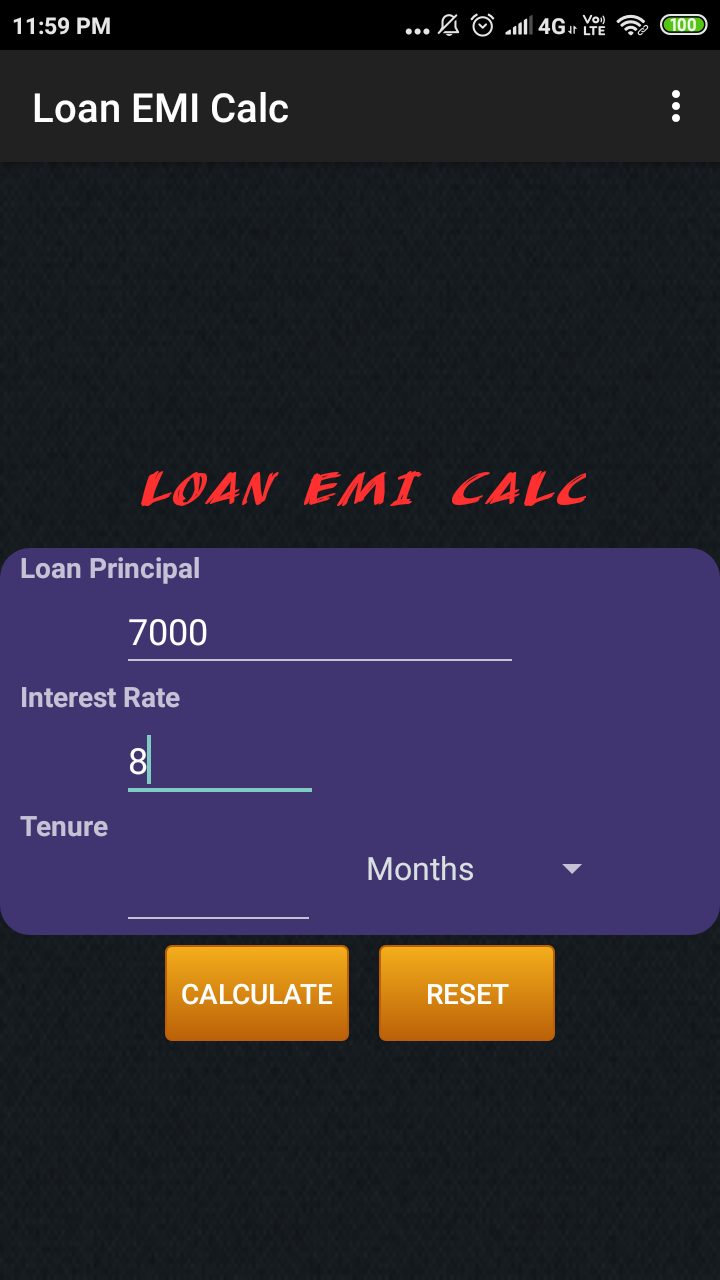 11:59 PM ... 4G Vo LTE 100
Loan EMI Calc
LOAN EMI CALC
Loan Principal
7000
Interest Rate
8
Tenure
Months
CALCULATE RESET